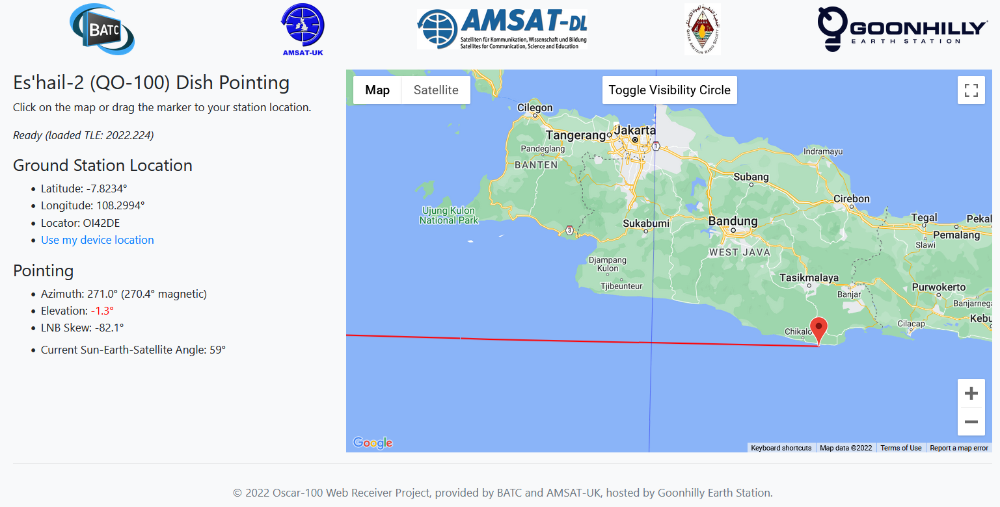 BATC
AMSAT-UK
AMSAT-DL
Satelliten für Kommunikation, Wissenschaft und Bildung
Satellites for Communication, Science and Education
QATAR AMATEUR RADIO SOCIETY
GOONHILLY
EARTH STATION
Es'hail-2 (QO-100) Dish Pointing
Click on the map or drag the marker to your station location.
Ready (loaded TLE: 2022.224)
Ground Station Location
Latitude: -7.8234°
Longitude: 108.2994°
Locator: OI42DE
Use my device location
Pointing
Azimuth: 271.0° (270.4° magnetic)
Elevation: -1.3°
LNB Skew: -82.1°
Current Sun-Earth-Satellite Angle: 59°
Map
Satellite
Toggle Visibility Circle
Cilegon
Jakarta
Tangerang
1
Pandeglang
Indramayu
BANTEN
Subang
Cirebon
Ujung Kulon
National Park
Tegal
Pekal
Sukabumi
Bandung
3
Pemalang
Slawi
WEST JAVA
Djampang
Kulon
Tasikmalaya
Tjibeunteur
Purwokerto
Banjar
Banjarnega
Kebu
Cilacap
Chikalo
Google
Keyboard shortcuts
Map data ©2022
Terms of Use
Report a map error
© 2022 Oscar-100 Web Receiver Project, provided by BATC and AMSAT-UK, hosted by Goonhilly Earth Station.